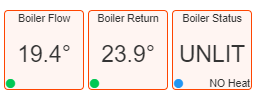 Boiler Flow
19.4°
Boiler Return
23.9°
Boiler Status
UNLIT
NO Heat